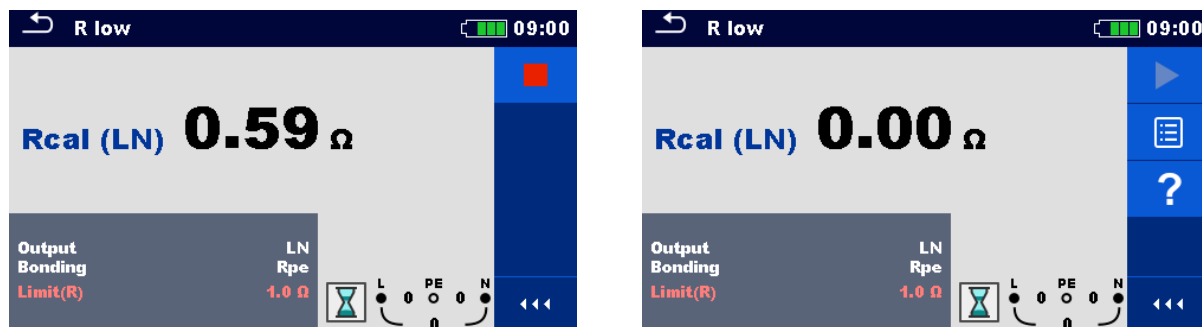 R low 09:00
Rcal (LN) 0.59 Ω
Output LN
Bonding Rpe
Limit(R) 1.0 Ω
L PE N
0 0
0
R low 09:00
Rcal (LN) 0.00 Ω
?
Output LN
Bonding Rpe
Limit(R) 1.0 Ω
L PE N
0 0
0